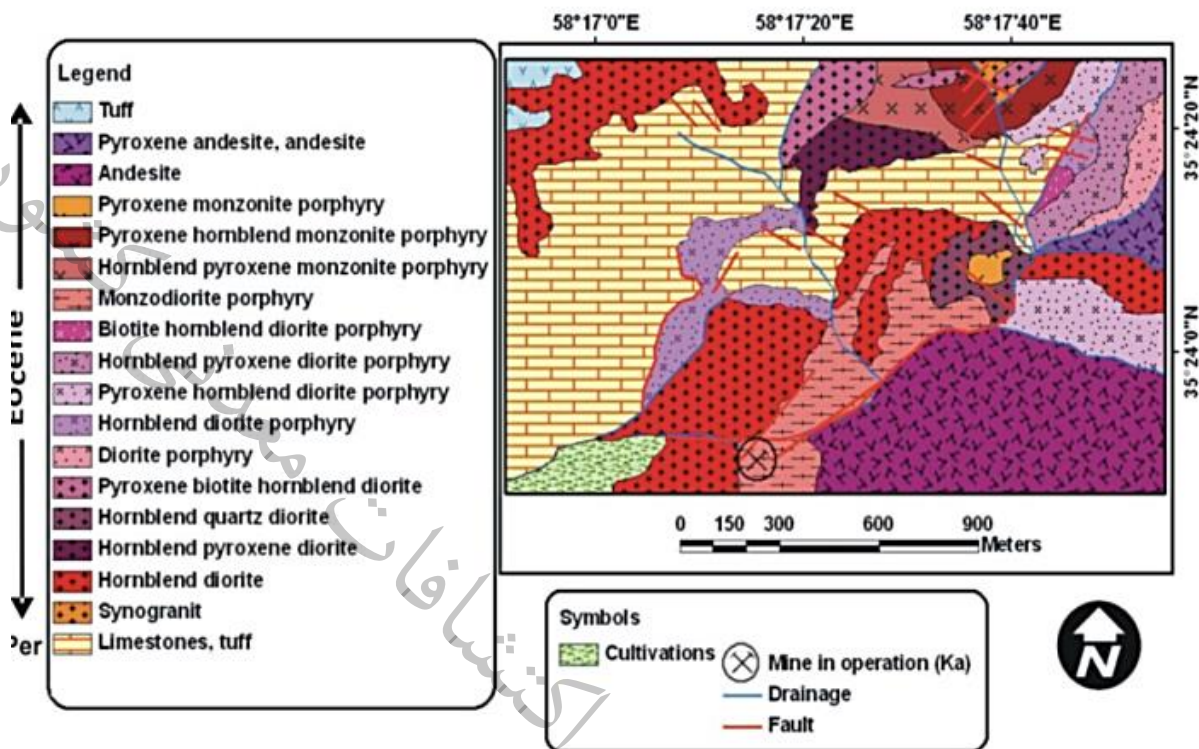 58°17'0"E 58°17'20"E 58°17'40"E
35°24'20"N
35°24'0"N
Legend
Tuff
Pyroxene andesite, andesite
Andesite
Pyroxene monzonite porphyry
Pyroxene hornblend monzonite porphyry
Hornblend pyroxene monzonite porphyry
Monzodiorite porphyry
Biotite hornblend diorite porphyry
Hornblend pyroxene diorite porphyry
Pyroxene hornblend diorite porphyry
Hornblend diorite porphyry
Diorite porphyry
Pyroxene biotite hornblend diorite
Hornblend quartz diorite
Hornblend pyroxene diorite
Hornblend diorite
Synogranit
Limestones, tuff
Eocene
Per
0 150 300 600 900
Meters
Symbols
Cultivations
Mine in operation (Ka)
Drainage
Fault
N
اکتشافات